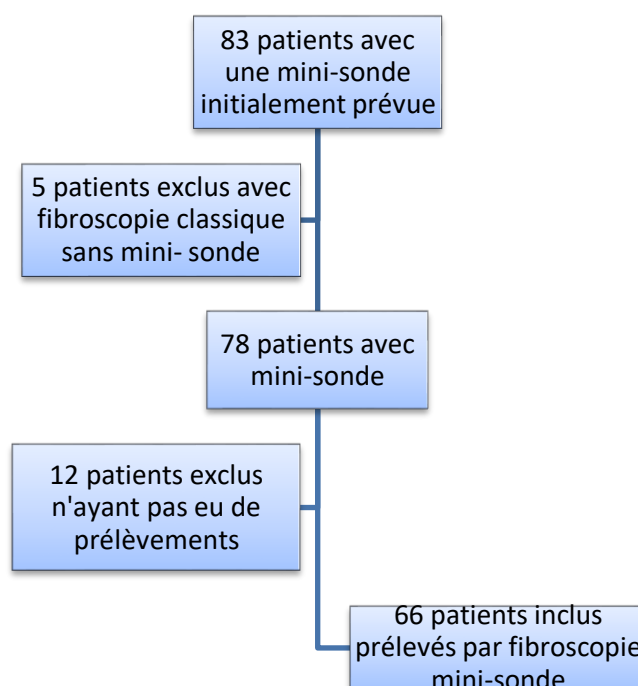 83 patients avec
une mini-sonde
initialement prévue
5 patients exclus avec
fibroscopie classique
sans mini- sonde
78 patients avec
mini-sonde
12 patients exclus
n'ayant pas eu de
prélèvements
66 patients inclus
prélevés par fibroscopie
mini-sonde